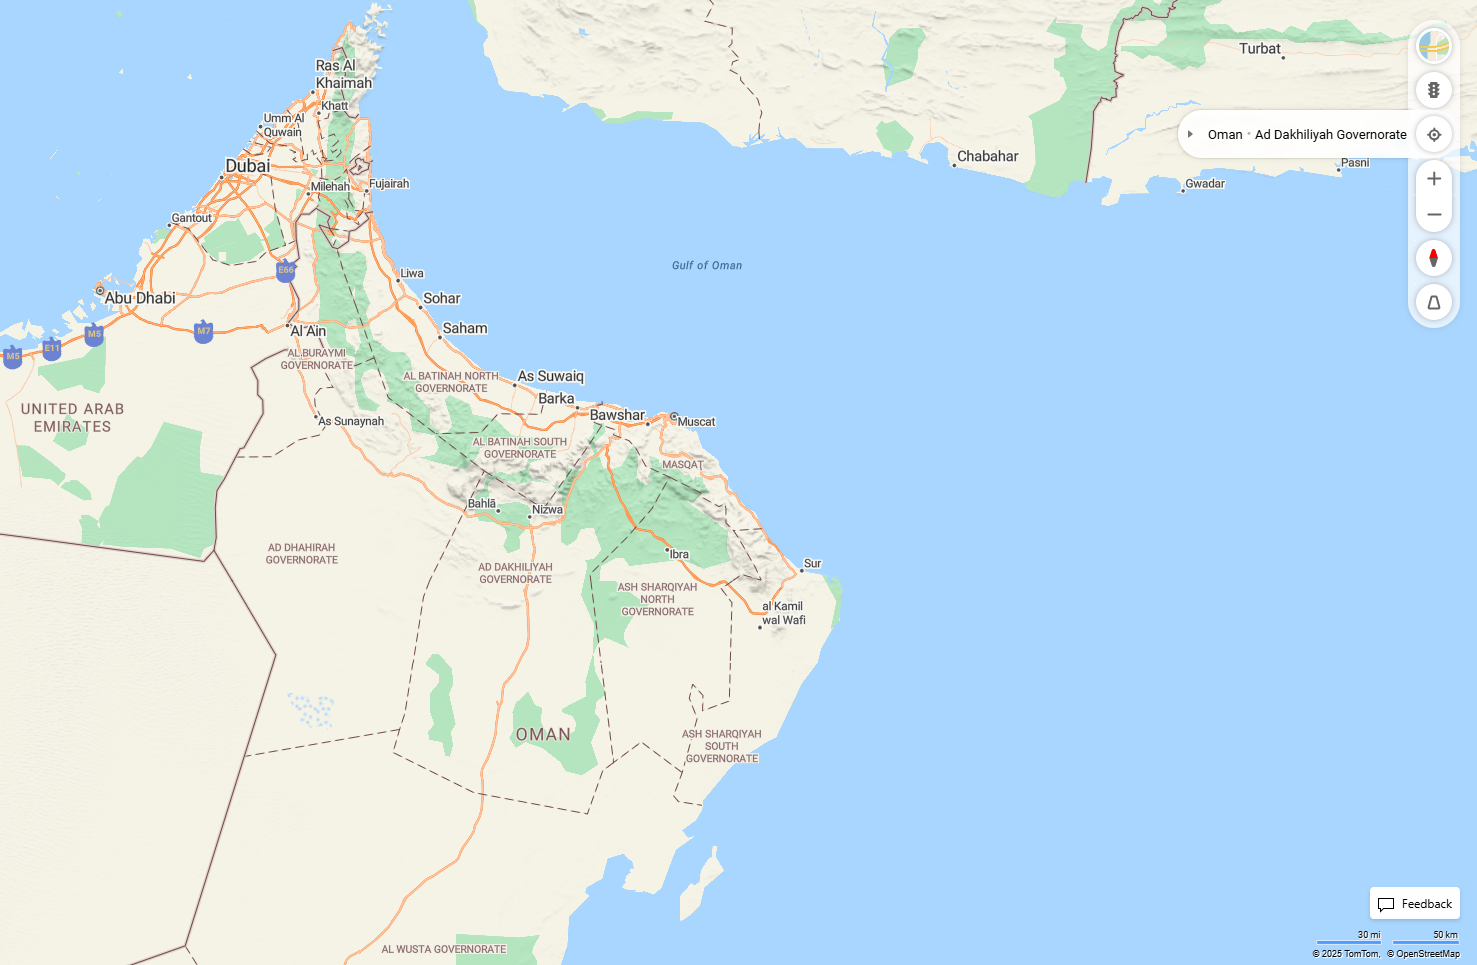 Turbat
Ras Al
Khaimah
Khatt
Umm Al
Quwain
Oman • Ad Dakhiliyah Governorate
Chabahar
Pasni
Dubai
Milehah
Fujairah
Gwadar
Gantout
Gulf of Oman
E66
Liwa
Abu Dhabi
Sohar
Saham
M5
E11
M5
M7
Al Ain
AL BURAYMI
GOVERNORATE
AL BATINAH NORTH
GOVERNORATE
As Suwaiq
Barka
UNITED ARAB
EMIRATES
As Sunaynah
Bawshar
Muscat
AL BATINAH SOUTH
GOVERNORATE
MASQAT
Bahlā
Nizwa
AD DHAHIRAH
GOVERNORATE
Ibra
AD DAKHILIYAH
GOVERNORATE
Sur
ASH SHARQIYAH
NORTH
GOVERNORATE
al Kamil
wal Wafi
OMAN
ASH SHARQIYAH
SOUTH
GOVERNORATE
AL WUSTA GOVERNORATE
Feedback
30 mi
50 km
© 2025 TomTom, © OpenStreetMap